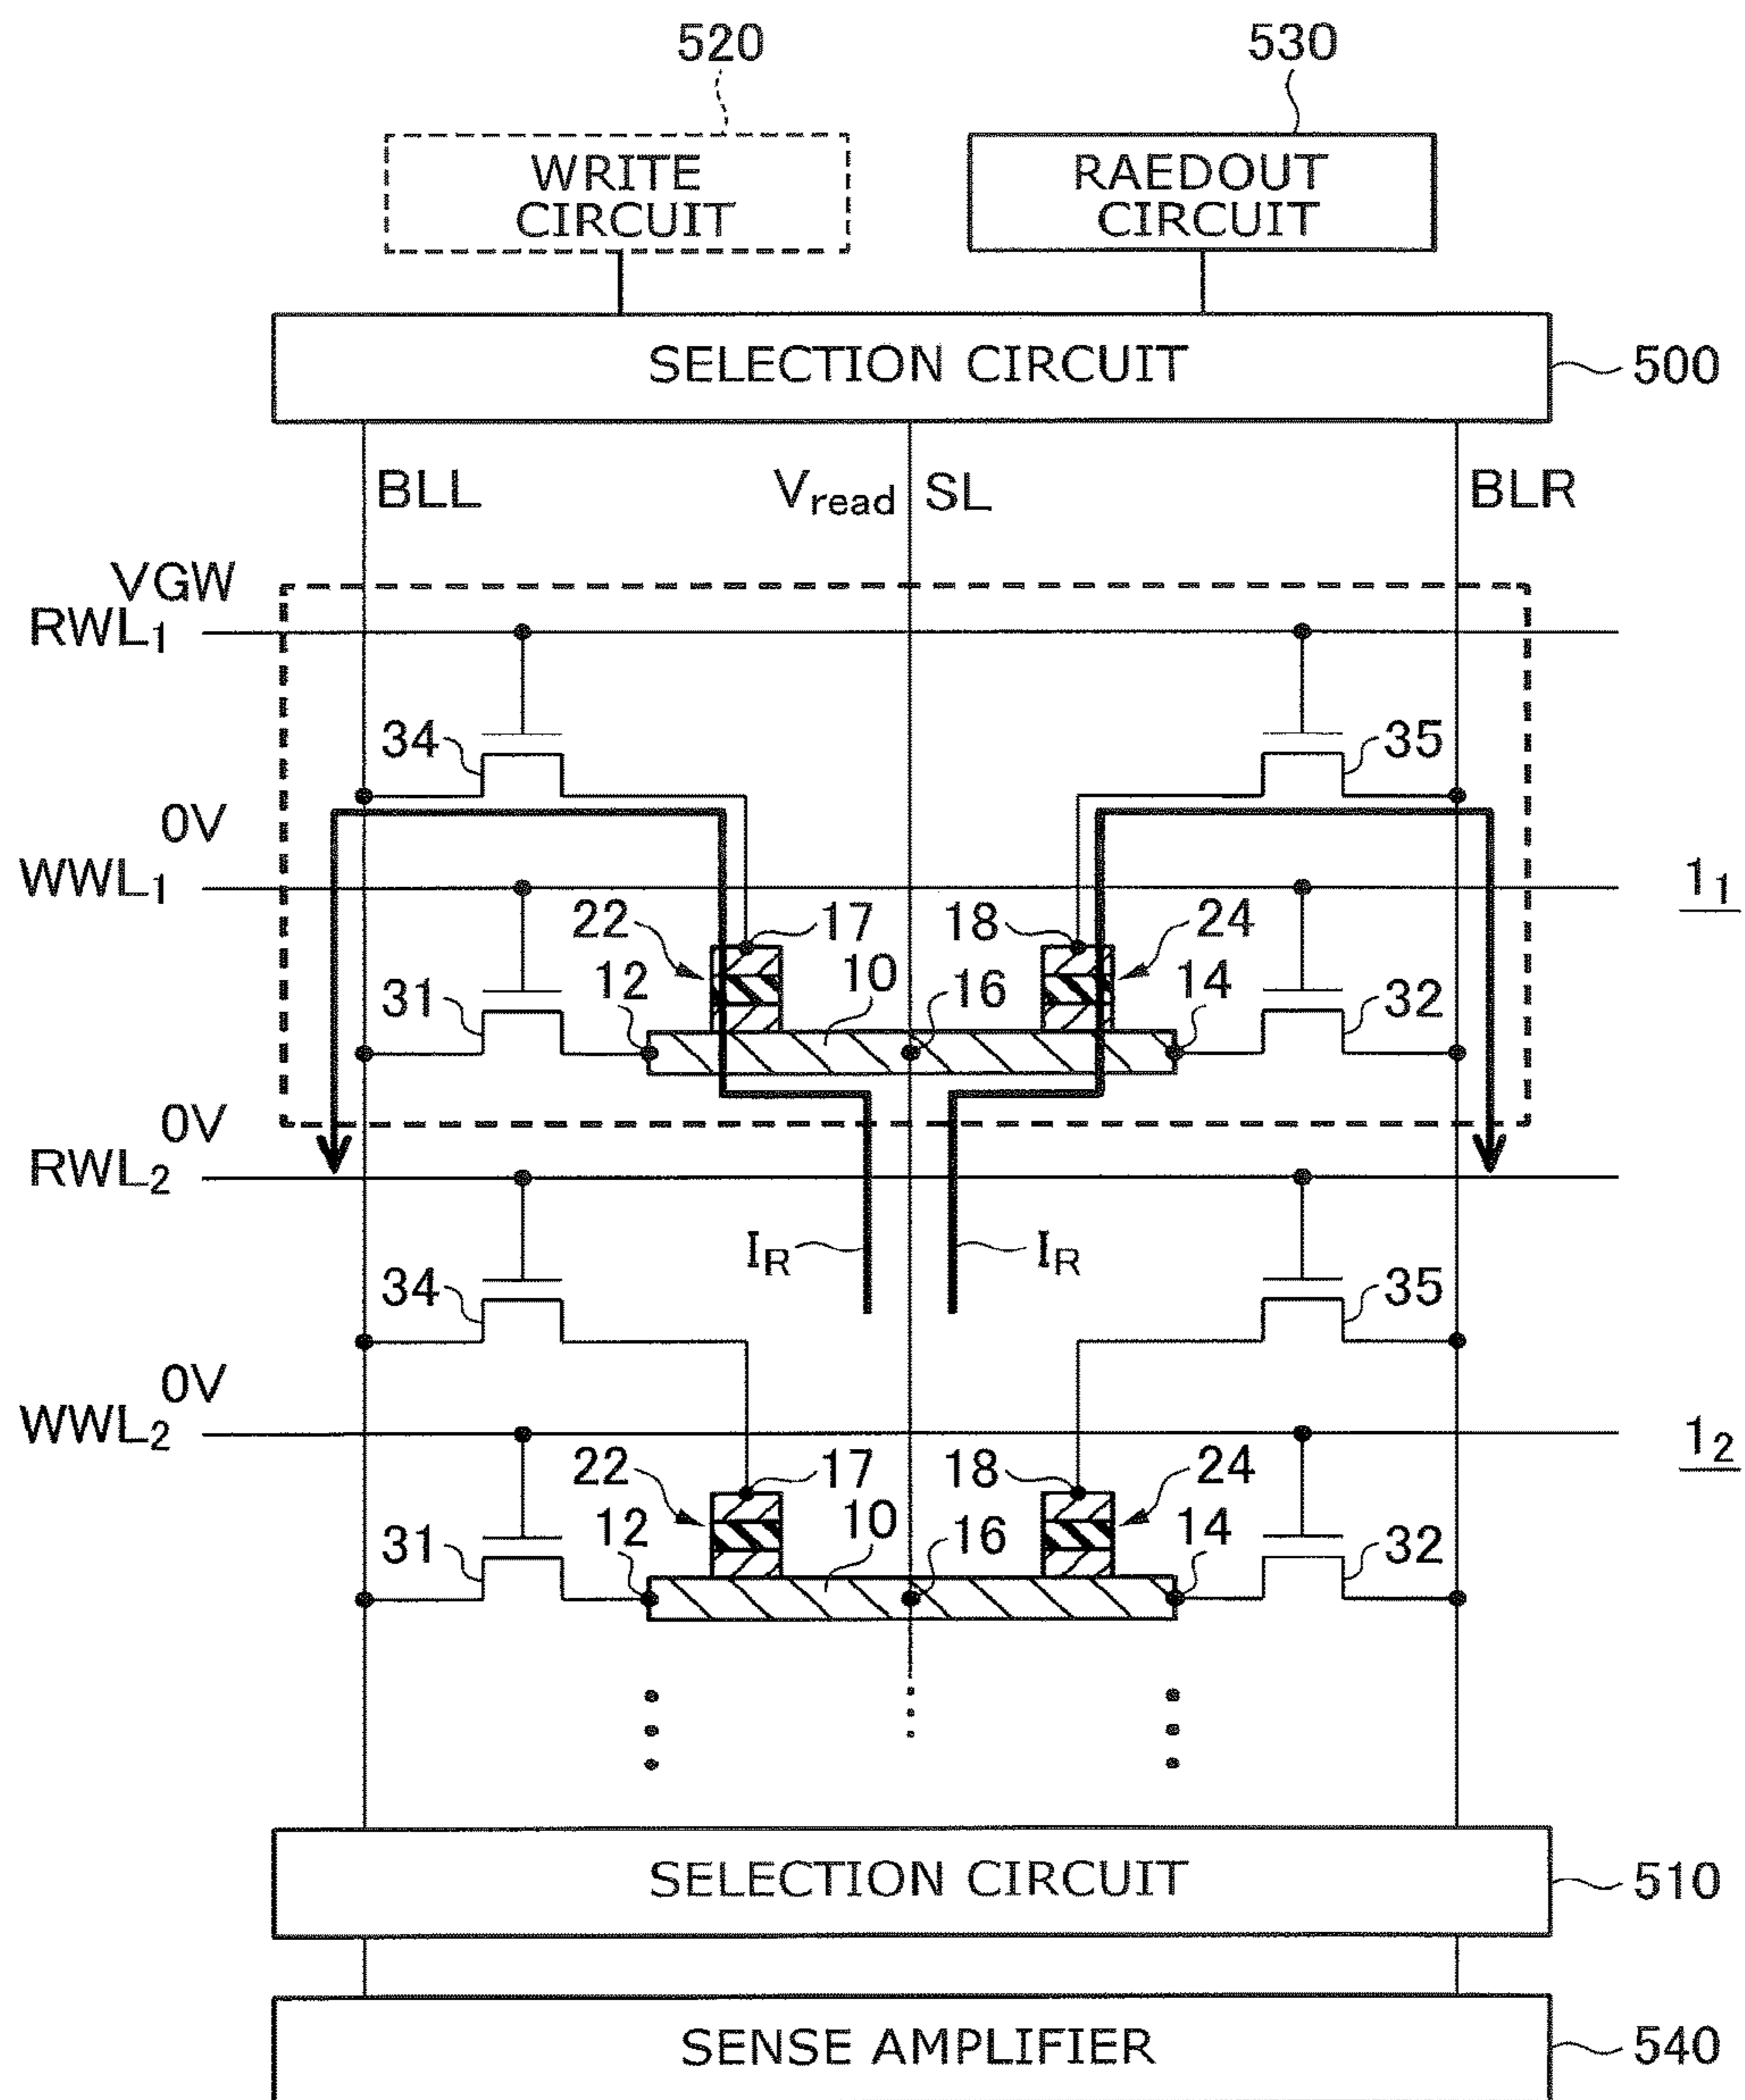 520
530
WRITE
CIRCUIT
RAEDOUT
CIRCUIT
SELECTION CIRCUIT
500
BLL
Vread
SL
BLR
VGW
RWL1
34
35
0V
WWL1
11
22
17
18
24
31
12
10
16
14
32
0V
RWL2
IR
IR
34
35
0V
WWL2
12
22
17
18
24
31
12
10
16
14
32
SELECTION CIRCUIT
510
SENSE AMPLIFIER
540